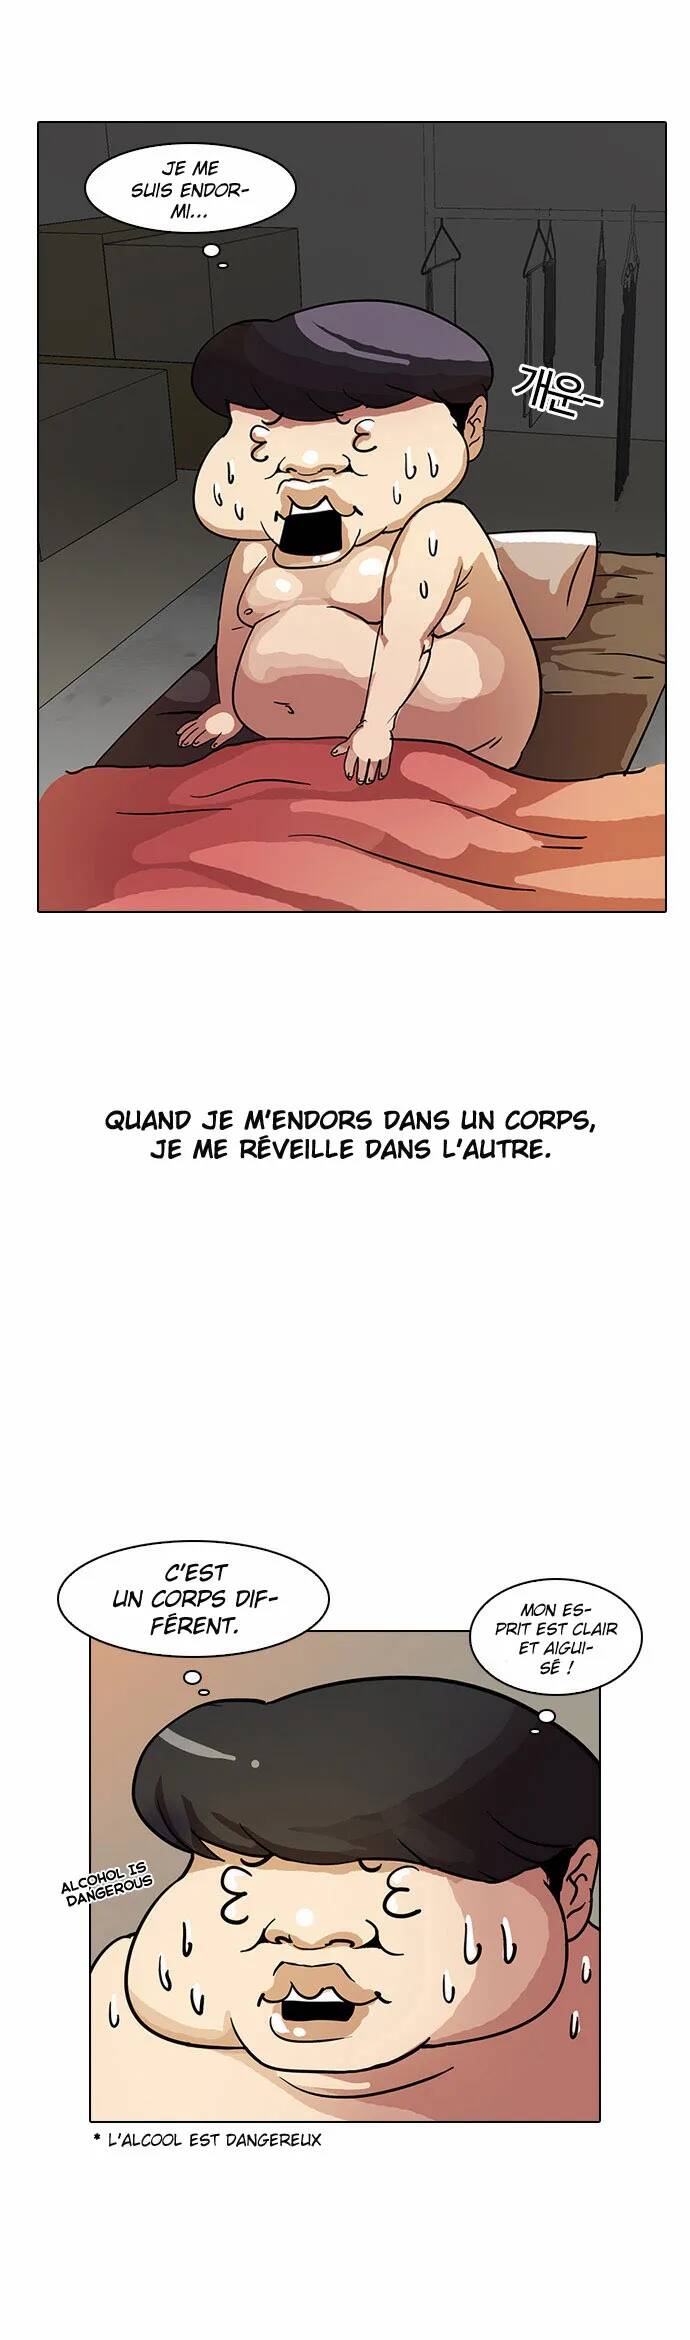 JE ME
SUIS ENDOR-
MI...
개운~
QUAND JE M'ENDORS DANS UN CORPS,
JE ME RÉVEILLE DANS L'AUTRE.
C'EST
UN CORPS DIF-
FÉRENT.
MON ES-
PRIT EST CLAIR
ET AIGUI-
SÉ !
ALCOHOL IS
DANGEROUS
* L'ALCOOL EST DANGEREUX